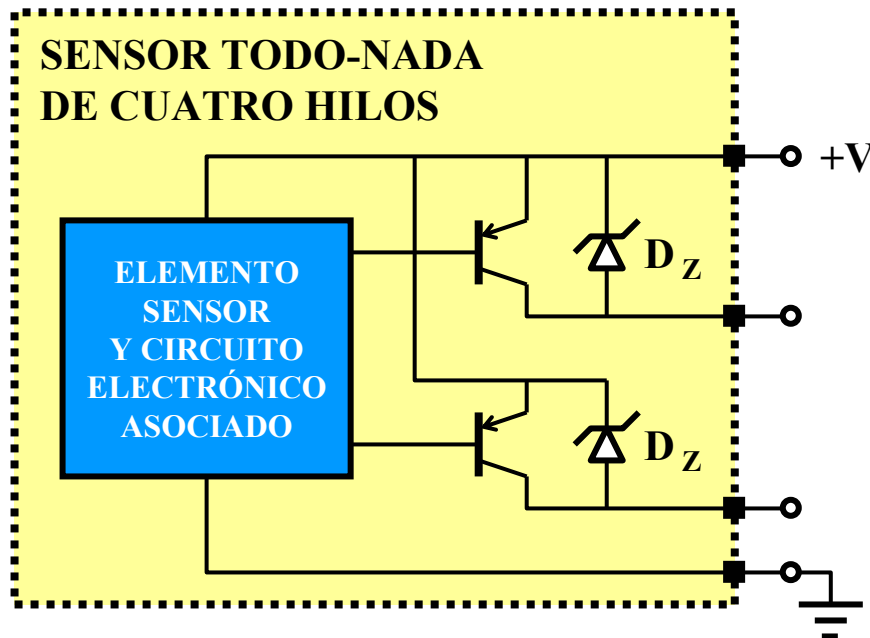 SENSOR TODO-NADA
DE CUATRO HILOS
+V
ELEMENTO
SENSOR
Y CIRCUITO
ELECTRÓNICO
ASOCIADO
D Z
D Z